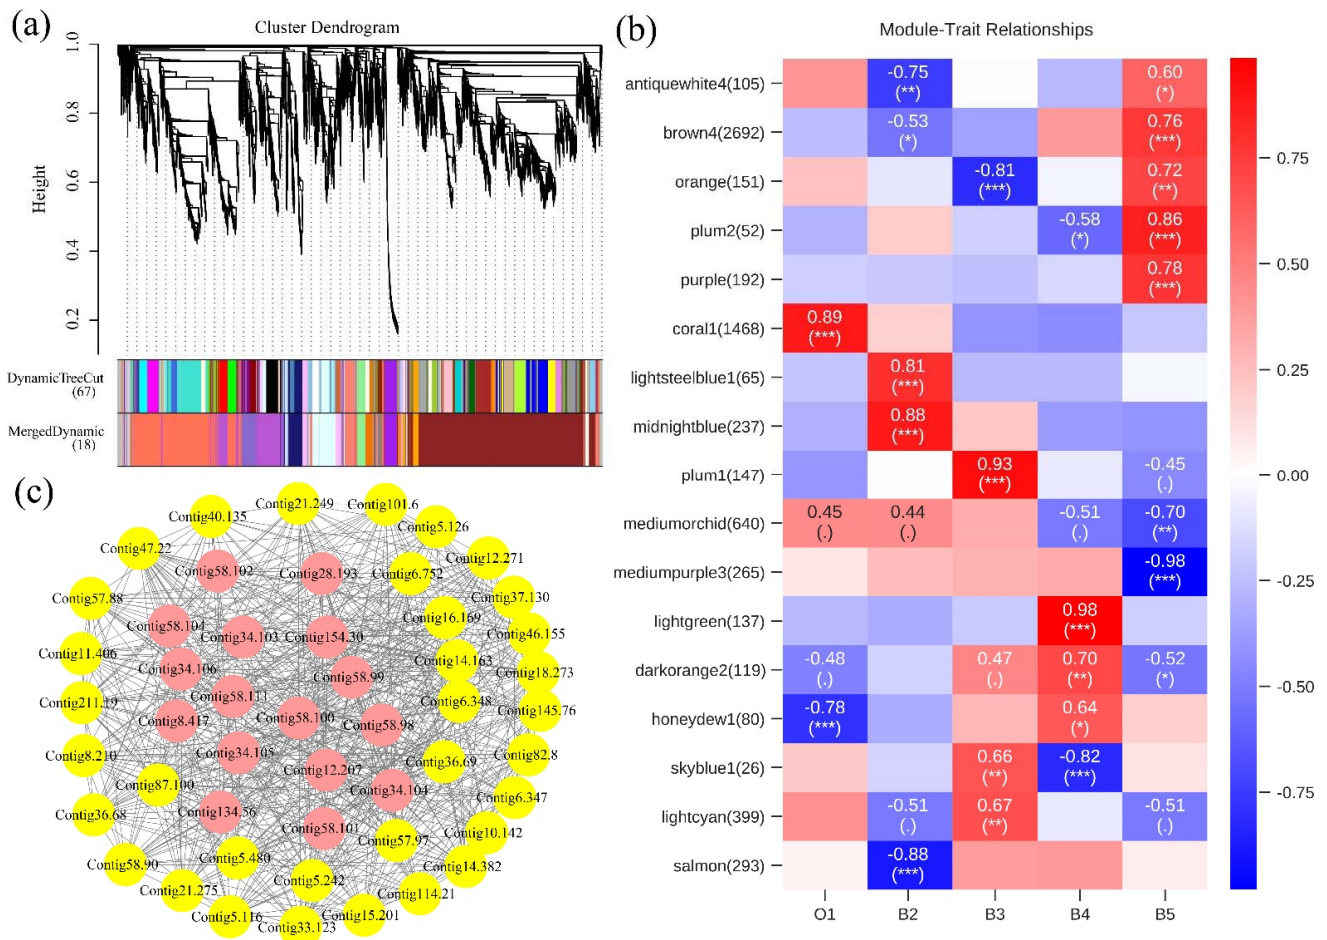 (a)
Cluster Dendrogram
Height
1.0
0.8
0.6
0.4
0.2
DynamicTreeCut
(67)
MergedDynamic
(18)
(b)
Module-Trait Relationships
antiquewhite4(105)
-0.75
(**)
0.60
(*)
brown4(2692)
-0.53
(*)
0.76
(***)
orange(151)
-0.81
(***)
0.72
(**)
plum2(52)
-0.58
(*)
0.86
(***)
purple(192)
0.78
(***)
coral1(1468)
0.89
(***)
lightsteelblue1(65)
0.81
(***)
midnightblue(237)
0.88
(***)
plum1(147)
0.93
(***)
-0.45
(.)
mediumorchid(640)
0.45
(.)
0.44
(.)
-0.51
(.)
-0.70
(**)
mediumpurple3(265)
-0.98
(***)
lightgreen(137)
0.98
(***)
darkorange2(119)
-0.48
(.)
0.47
(.)
0.70
(**)
-0.52
(*)
honeydew1(80)
-0.78
(***)
0.64
(*)
skyblue1(26)
0.66
(**)
-0.82
(***)
lightcyan(399)
-0.51
(.)
0.67
(**)
-0.51
(.)
salmon(293)
-0.88
(***)
O1 B2 B3 B4 B5
0.75
0.50
0.25
0.00
-0.25
-0.50
-0.75
(c)
Contig21.249
Contig101.6
Contig40.135
Contig5.126
Contig47.22
Contig12.271
Contig58.102
Contig28.193
Contig6.752
Contig57.88
Contig37.130
Contig16.169
Contig58.104
Contig34.103
Contig154.30
Contig46.155
Contig11.406
Contig34.106
Contig14.163
Contig58.99
Contig18.273
Contig58.111
Contig211.19
Contig6.348
Contig145.76
Contig8.417
Contig58.100
Contig58.98
Contig8.210
Contig34.105
Contig82.8
Contig36.69
Contig12.207
Contig87.100
Contig34.104
Contig6.347
Contig36.68
Contig134.56
Contig58.101
Contig57.97
Contig10.142
Contig58.90
Contig5.480
Contig14.382
Contig5.242
Contig21.275
Contig114.21
Contig5.116
Contig15.201
Contig33.123